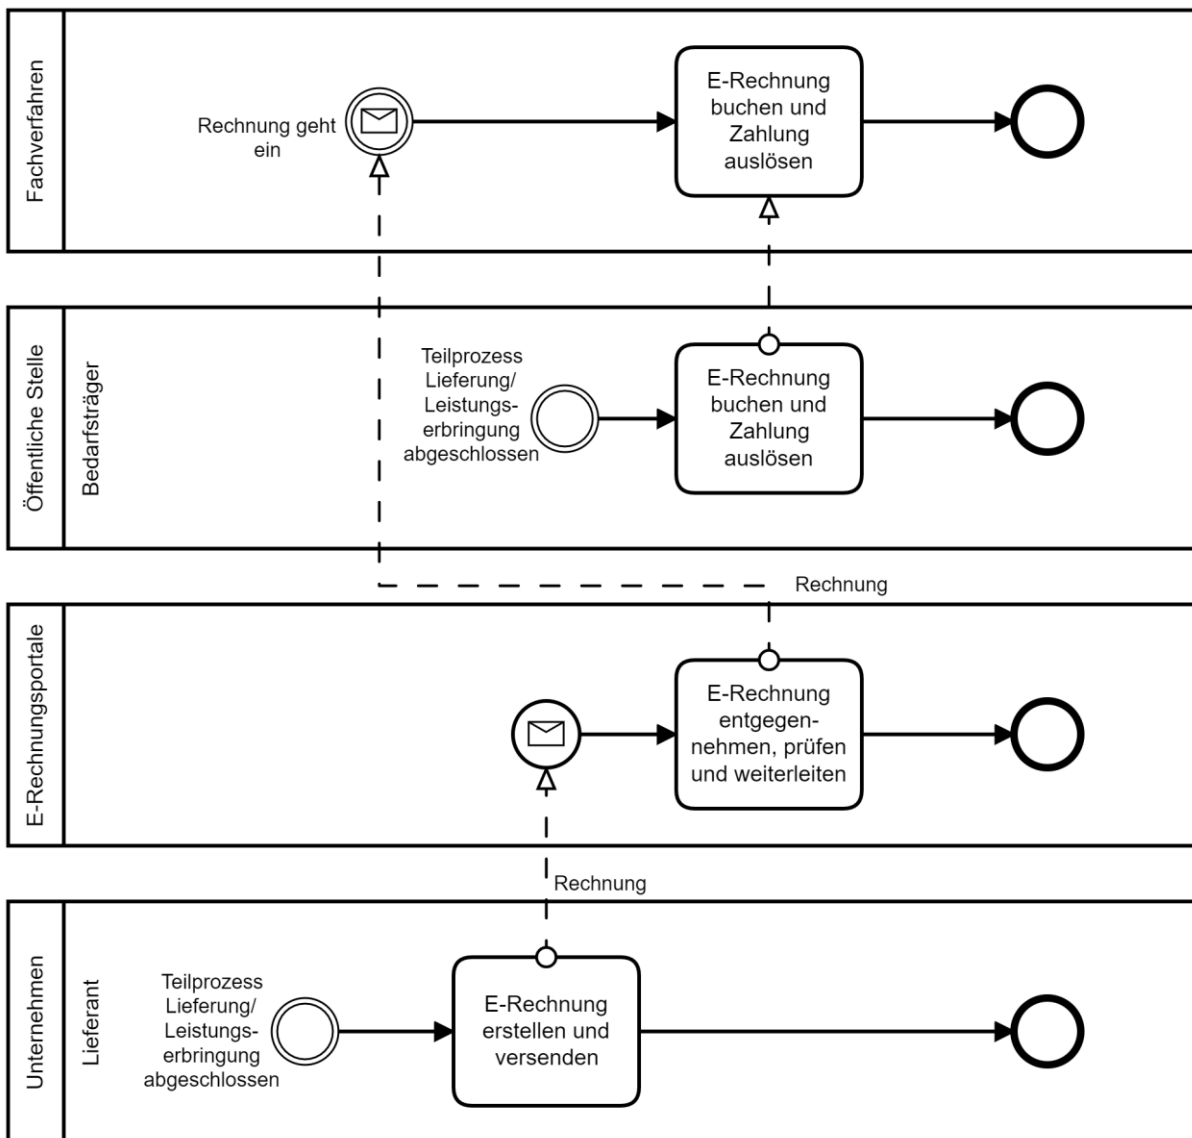 Fachverfahren
Rechnung geht
ein
E-Rechnung
buchen und
Zahlung
auslösen
Öffentliche Stelle
Bedarfsträger
Teilprozess
Lieferung/
Leistungs-
erbringung
abgeschlossen
E-Rechnung
buchen und
Zahlung
auslösen
Rechnung
E-Rechnungsportale
E-Rechnung
entgegen-
nehmen, prüfen
und weiterleiten
Rechnung
Unternehmen
Lieferant
Teilprozess
Lieferung/
Leistungs-
erbringung
abgeschlossen
E-Rechnung
erstellen und
versenden